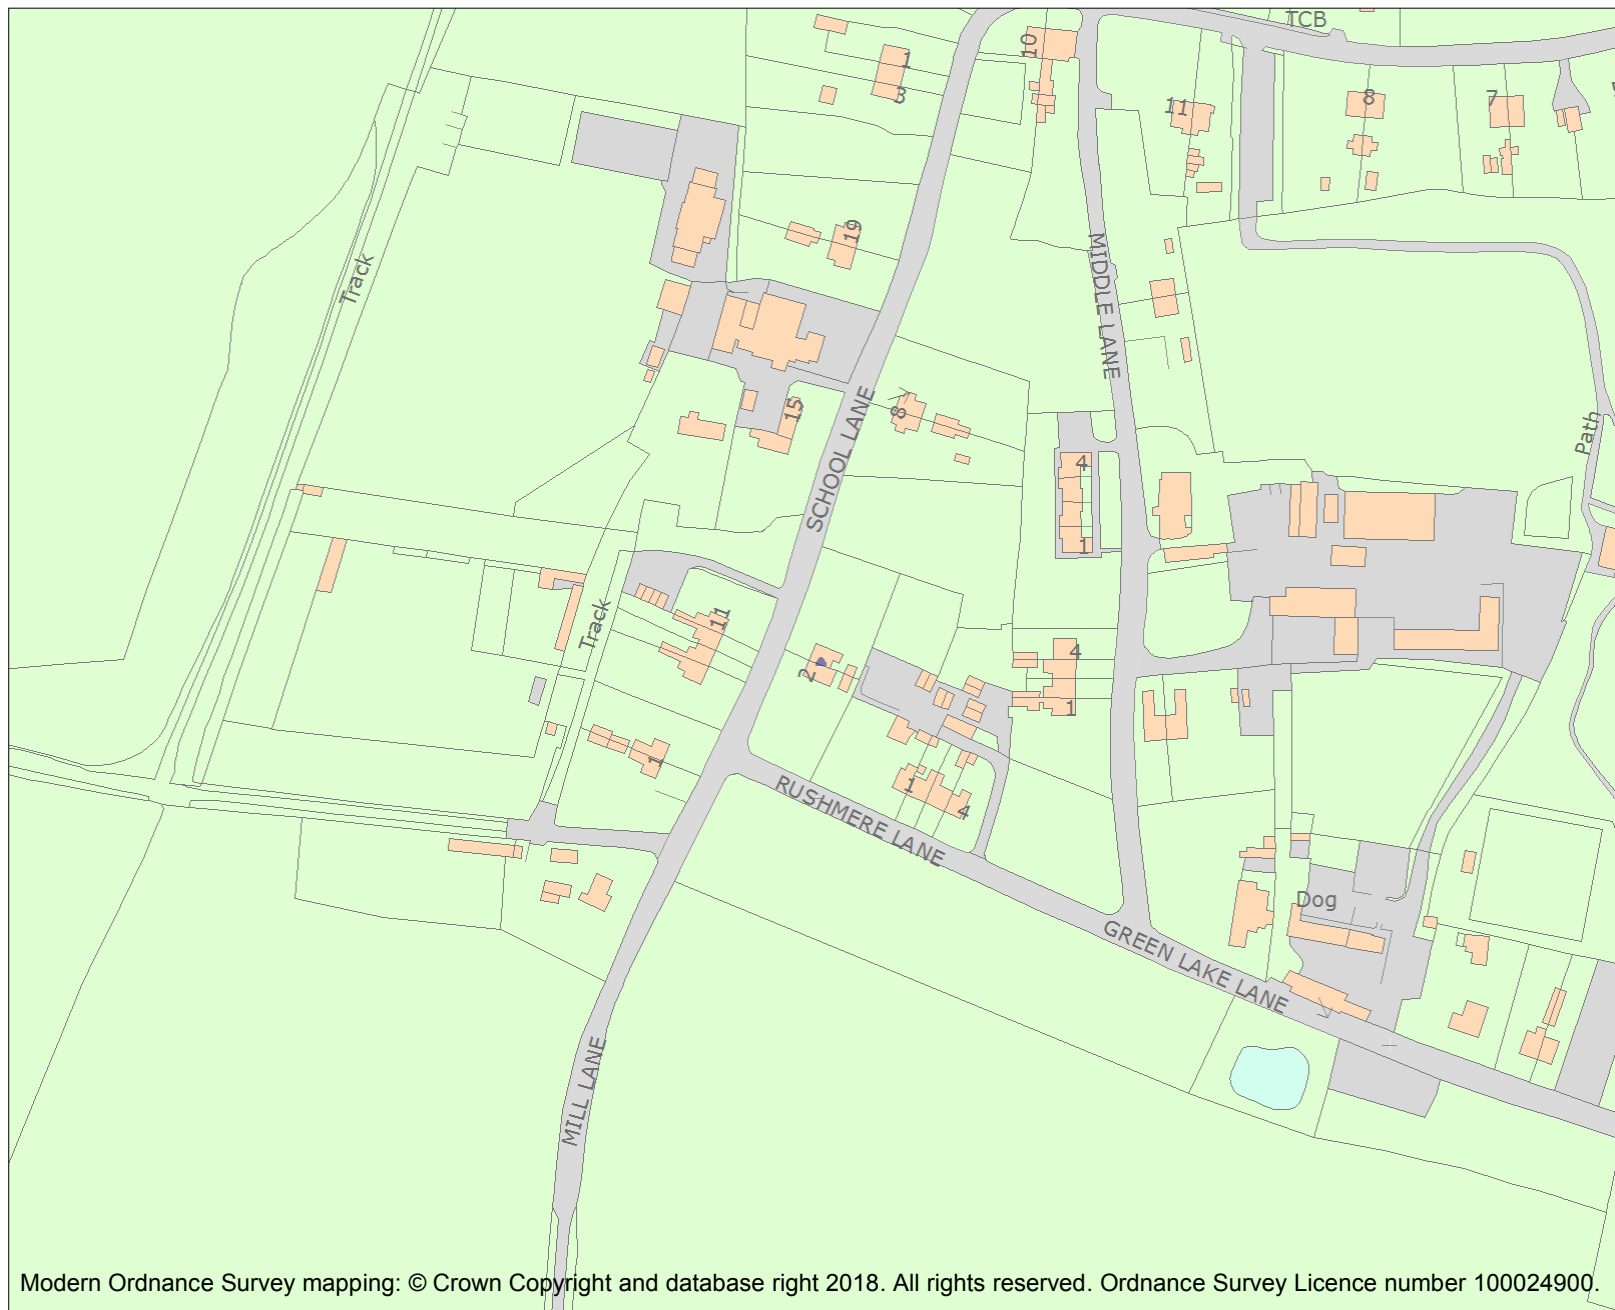 TCB
10
1
3
11
8
7
19
Track
MIDDLE LANE
15
8
7
SCHOOL LANE
Path
4
1
11
Track
2
4
1
1
1
4
RUSHMERE LANE
Dog
GREEN LAKE LANE
MILL LANE
Modern Ordnance Survey mapping: © Crown Copyright and database right 2018. All rights reserved. Ordnance Survey Licence number 100024900.